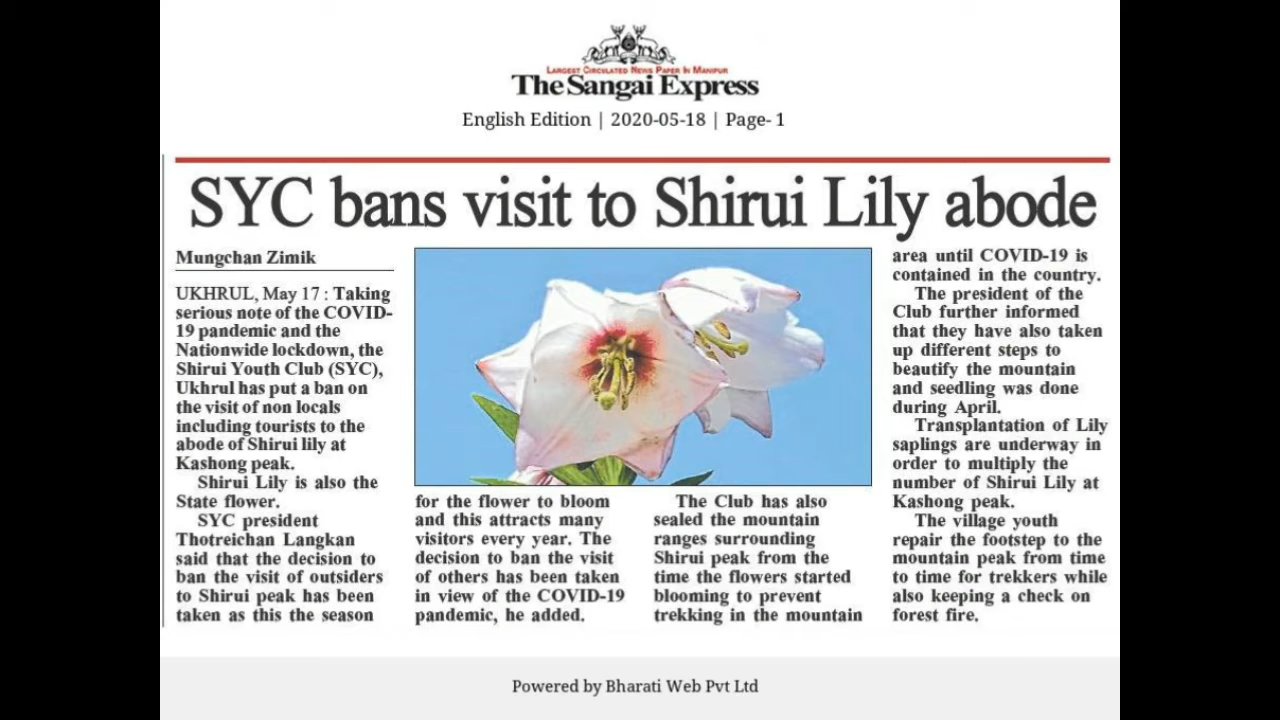 LARGEST CIRCULATED NEWS PAPER IN MANIPUR
The Sangai Express
English Edition | 2020-05-18 | Page- 1
SYC bans visit to Shirui Lily abode
Mungchan Zimik
UKHRUL, May 17 : Taking
serious note of the COVID-
19 pandemic and the
Nationwide lockdown, the
Shirui Youth Club (SYC),
Ukhrul has put a ban on
the visit of non locals
including tourists to the
abode of Shirui lily at
Kashong peak.
Shirui Lily is also the
State flower.
SYC president
Thotreichan Langkan
said that the decision to
ban the visit of outsiders
to Shirui peak has been
taken as this the season
for the flower to bloom
and this attracts many
visitors every year. The
decision to ban the visit
of others has been taken
in view of the COVID-19
pandemic, he added.
The Club has also
sealed the mountain
ranges surrounding
Shirui peak from the
time the flowers started
blooming to prevent
trekking in the mountain
area until COVID-19 is
contained in the country.
The president of the
Club further informed
that they have also taken
up different steps to
beautify the mountain
and seedling was done
during April.
Transplantation of Lily
saplings are underway in
order to multiply the
number of Shirui Lily at
Kashong peak.
The village youth
repair the footstep to the
mountain peak from time
to time for trekkers while
also keeping a check on
forest fire.
Powered by Bharati Web Pvt Ltd